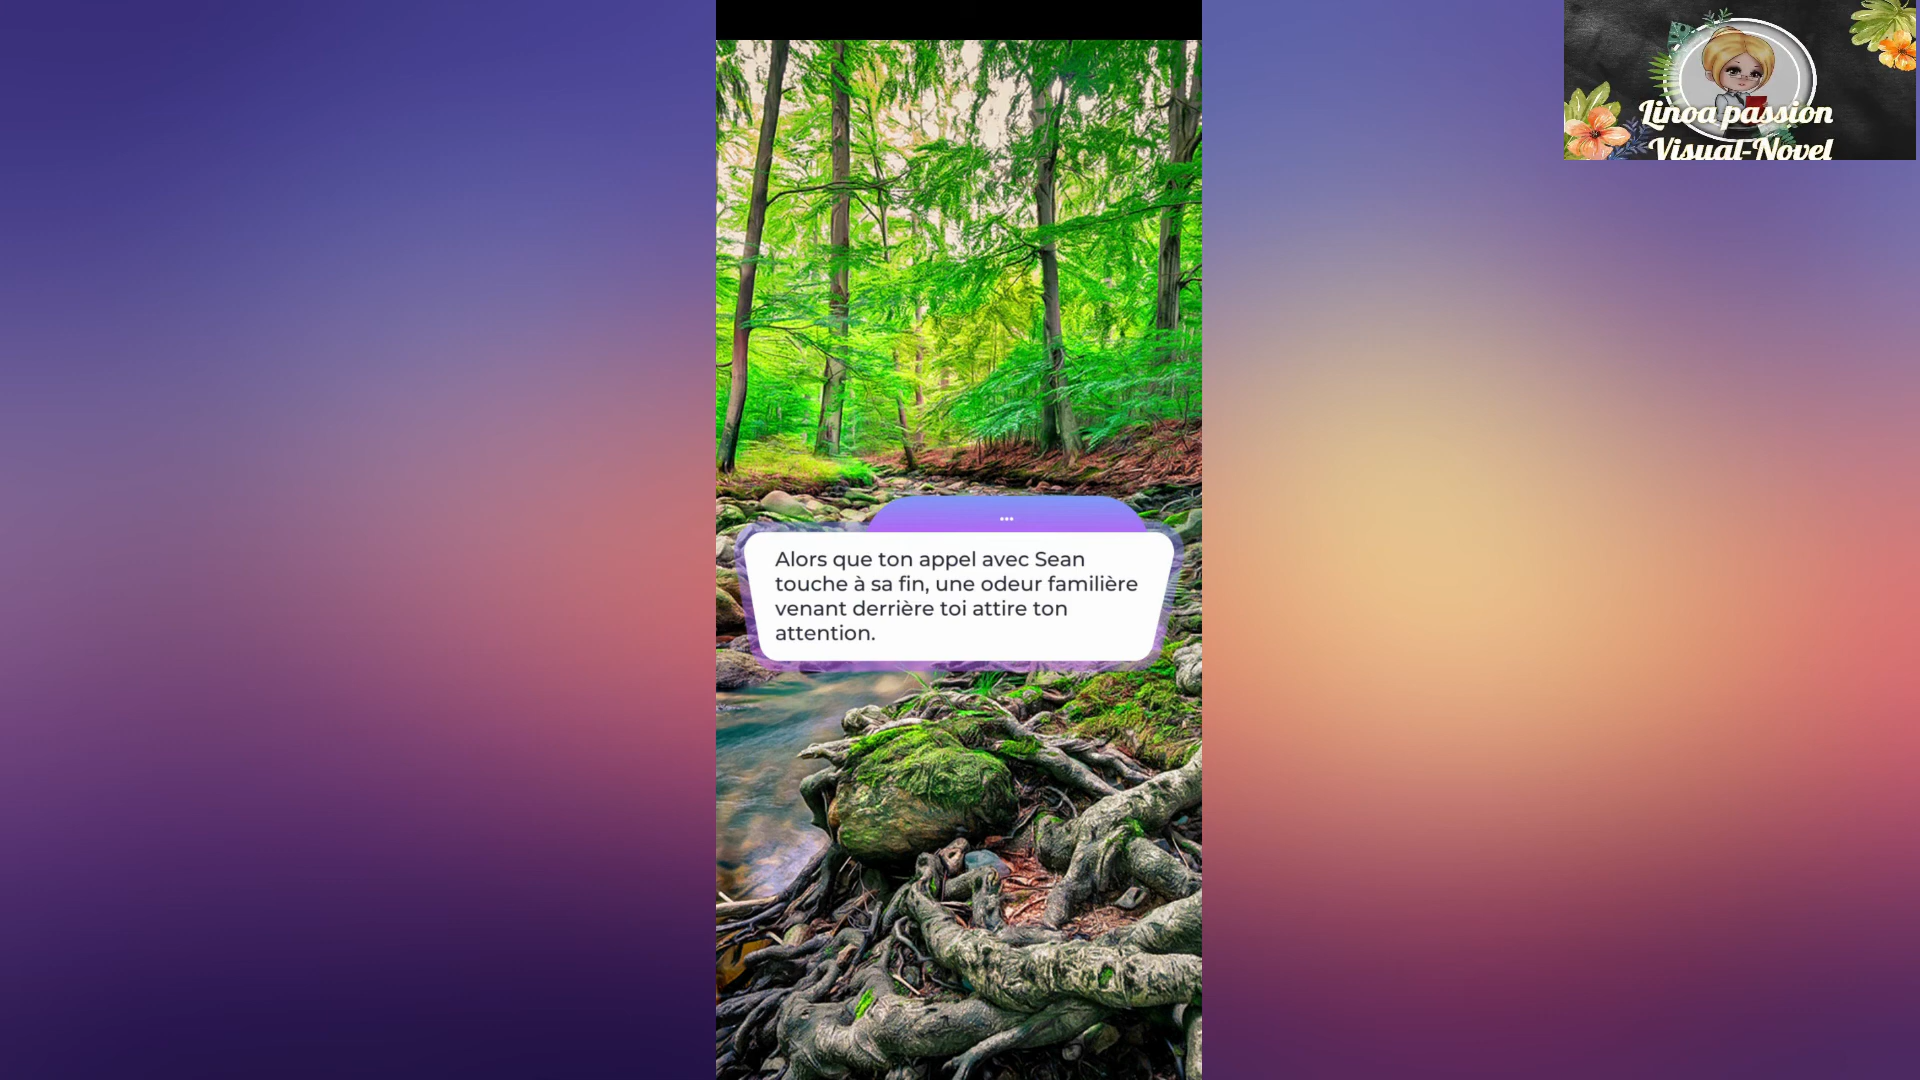 Linoa passion
Visual-Novel
...
Alors que ton appel avec Sean
touche à sa fin, une odeur familière
venant derrière toi attire ton
attention.